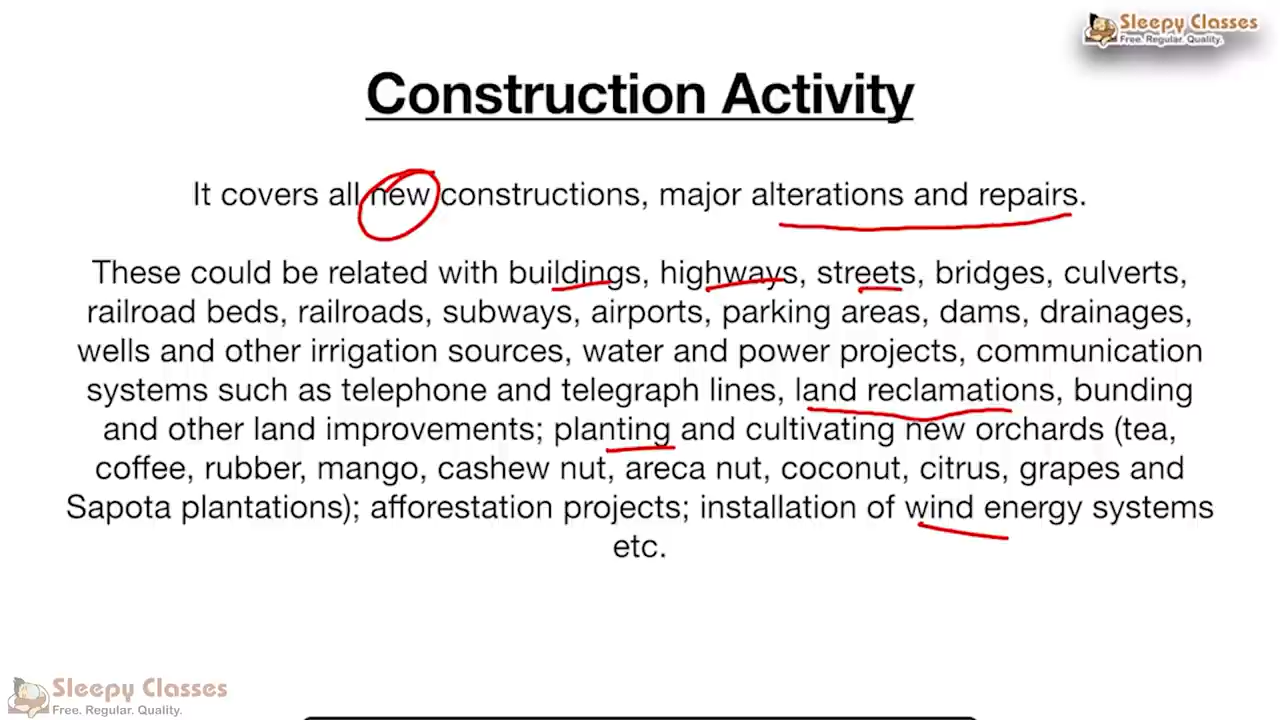 Sleepy Classes
Free. Regular. Quality.
Construction Activity
It covers all new constructions, major alterations and repairs.
These could be related with buildings, highways, streets, bridges, culverts,
railroad beds, railroads, subways, airports, parking areas, dams, drainages,
wells and other irrigation sources, water and power projects, communication
systems such as telephone and telegraph lines, land reclamations, bunding
and other land improvements; planting and cultivating new orchards (tea,
coffee, rubber, mango, cashew nut, areca nut, coconut, citrus, grapes and
Sapota plantations); afforestation projects; installation of wind energy systems
etc.
Sleepy Classes
Free. Regular. Quality.